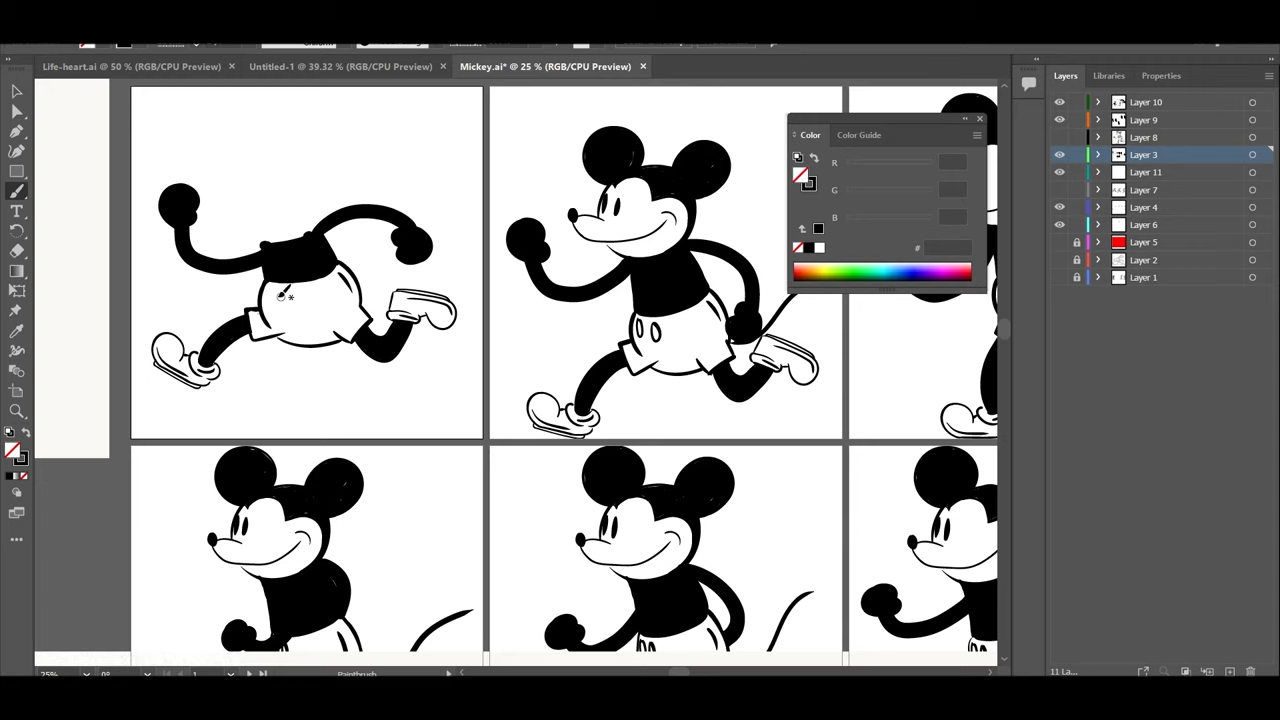 Life-heart.ai @ 50 % (RGB/CPU Preview) × Untitled-1 @ 39.32 % (RGB/CPU Preview) × Mickey.ai* @ 25 % (RGB/CPU Preview) ×
Layers Libraries Properties
Layer 10
Layer 9
Layer 8
Layer 3
Layer 11
Layer 7
Layer 4
Layer 6
Layer 5
Layer 2
Layer 1
Color Color Guide
R
G
B
#
25% 0° 1 Paintbrush
11 La...